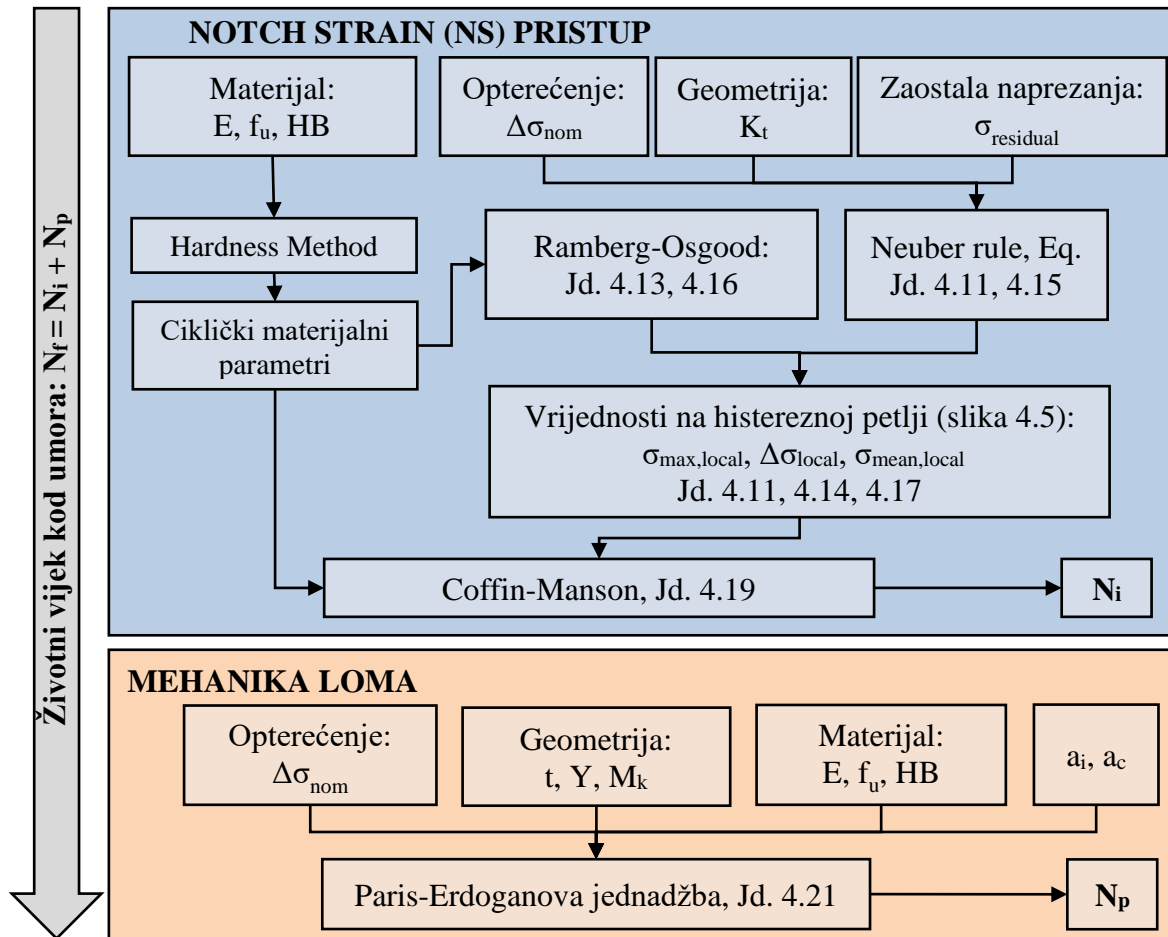 Životni vijek kod umora: Nf = Ni + Np
NOTCH STRAIN (NS) PRISTUP
Materijal:
E, fu, HB
Opterećenje:
Δσnom
Geometrija:
Kt
Zaostala naprezanja:
σresidual
Hardness Method
Ramberg-Osgood:
Jd. 4.13, 4.16
Neuber rule, Eq.
Jd. 4.11, 4.15
Ciklički materijalni
parametri
Vrijednosti na histereznoj petlji (slika 4.5):
σmax,local, Δσlocal, σmean,local
Jd. 4.11, 4.14, 4.17
Coffin-Manson, Jd. 4.19
Ni
MEHANIKA LOMA
Opterećenje:
Δσnom
Geometrija:
t, Y, Mk
Materijal:
E, fu, HB
ai, ac
Paris-Erdoganova jednadžba, Jd. 4.21
Np